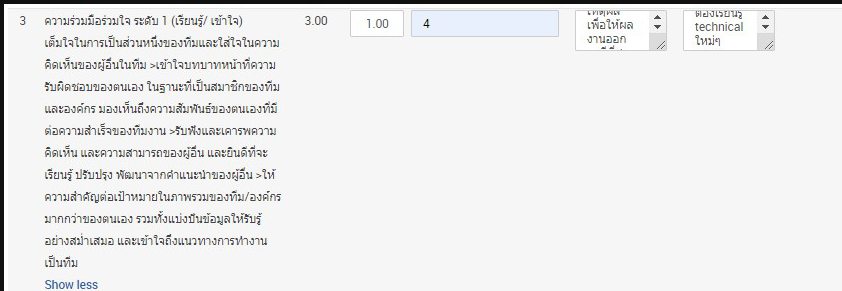 3 ความร่วมมือร่วมใจ ระดับ 1 (เรียนรู้/ เข้าใจ) 3.00 1.00 4
เต็มใจในการเป็นส่วนหนึ่งของทีมและใส่ใจในความ
คิดเห็นของผู้อื่นในทีม >เข้าใจบทบาทหน้าที่ความ
รับผิดชอบของตนเอง ในฐานะที่เป็นสมาชิกของทีม
และองค์กร มองเห็นถึงความสัมพันธ์ของตนเองที่มี
ต่อความสำเร็จของทีมงาน >รับฟังและเคารพความ
คิดเห็น และความสามารถของผู้อื่น และยินดีที่จะ
เรียนรู้ ปรับปรุง พัฒนาจากคำแนะนำของผู้อื่น >ให้
ความสำคัญต่อเป้าหมายในภาพรวมของทีม/องค์กร
มากกว่าของตนเอง รวมทั้งแบ่งปันข้อมูลให้รับรู้
อย่างสม่ำเสมอ และเข้าใจถึงแนวทางการทำงาน
เป็นทีม
Show less
เพื่อให้ผล
งานออก
ต้องเรียนรู้
technical
ใหม่ๆ